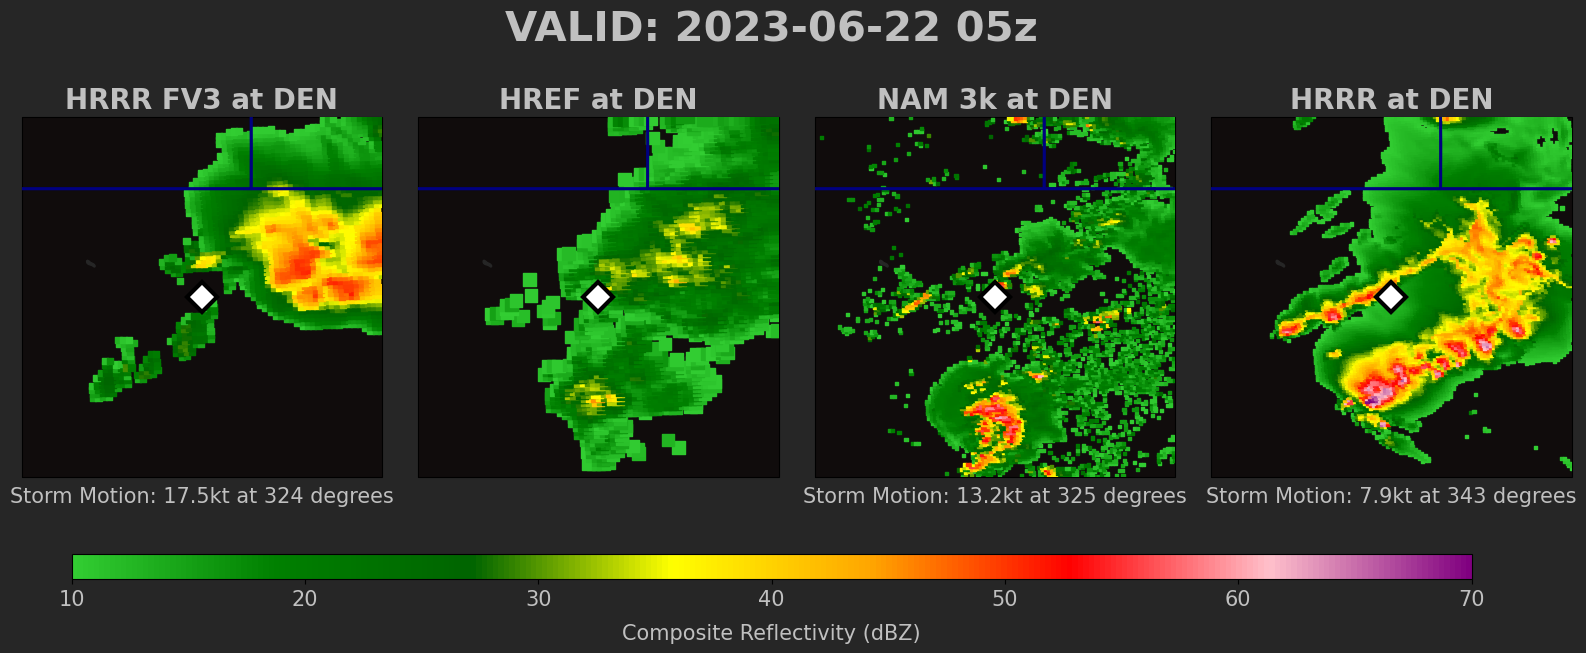 VALID: 2023-06-22 05z
HRRR FV3 at DEN
HREF at DEN
NAM 3k at DEN
HRRR at DEN
Storm Motion: 17.5kt at 324 degrees
Storm Motion: 13.2kt at 325 degrees
Storm Motion: 7.9kt at 343 degrees
10 20 30 40 50 60 70
Composite Reflectivity (dBZ)